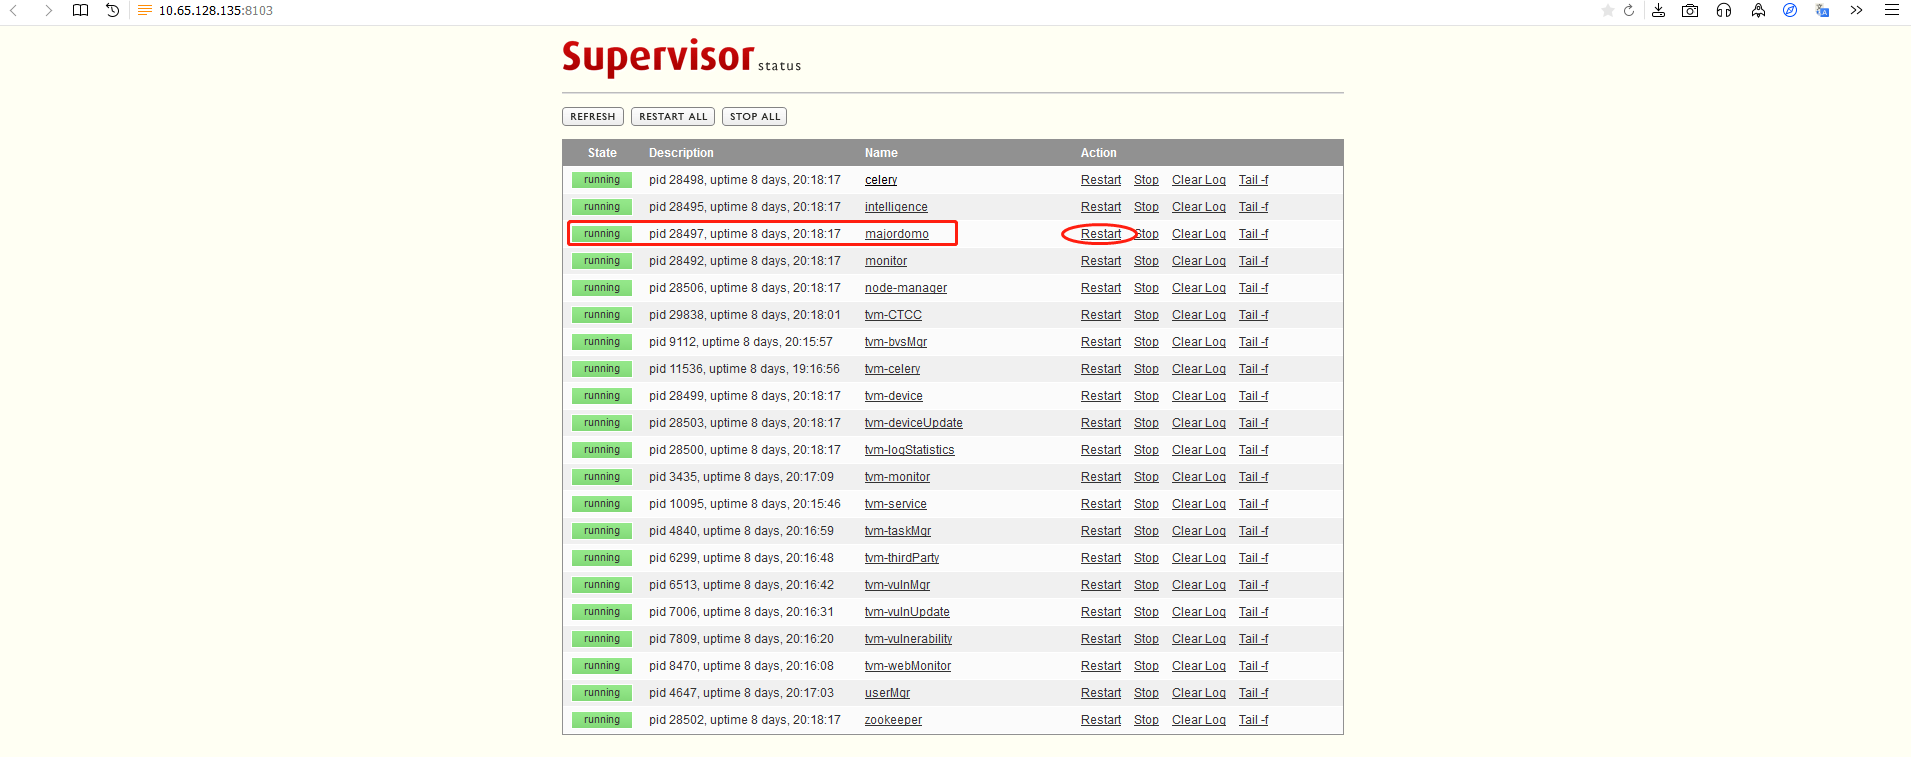 10.65.128.135:8103
Supervisor status
REFRESH RESTART ALL STOP ALL
State Description Name Action
running pid 28498, uptime 8 days, 20:18:17 celery Restart Stop Clear Log Tail -f
running pid 28495, uptime 8 days, 20:18:17 intelligence Restart Stop Clear Log Tail -f
running pid 28497, uptime 8 days, 20:18:17 majordomo Restart Stop Clear Log Tail -f
running pid 28492, uptime 8 days, 20:18:17 monitor Restart Stop Clear Log Tail -f
running pid 28506, uptime 8 days, 20:18:17 node-manager Restart Stop Clear Log Tail -f
running pid 29838, uptime 8 days, 20:18:01 tvm-CTCC Restart Stop Clear Log Tail -f
running pid 9112, uptime 8 days, 20:15:57 tvm-bvsMgr Restart Stop Clear Log Tail -f
running pid 11536, uptime 8 days, 19:16:56 tvm-celery Restart Stop Clear Log Tail -f
running pid 28499, uptime 8 days, 20:18:17 tvm-device Restart Stop Clear Log Tail -f
running pid 28503, uptime 8 days, 20:18:17 tvm-deviceUpdate Restart Stop Clear Log Tail -f
running pid 28500, uptime 8 days, 20:18:17 tvm-logStatistics Restart Stop Clear Log Tail -f
running pid 3435, uptime 8 days, 20:17:09 tvm-monitor Restart Stop Clear Log Tail -f
running pid 10095, uptime 8 days, 20:15:46 tvm-service Restart Stop Clear Log Tail -f
running pid 4840, uptime 8 days, 20:16:59 tvm-taskMgr Restart Stop Clear Log Tail -f
running pid 6299, uptime 8 days, 20:16:48 tvm-thirdParty Restart Stop Clear Log Tail -f
running pid 6513, uptime 8 days, 20:16:42 tvm-vulnMgr Restart Stop Clear Log Tail -f
running pid 7006, uptime 8 days, 20:16:31 tvm-vulnUpdate Restart Stop Clear Log Tail -f
running pid 7809, uptime 8 days, 20:16:20 tvm-vulnerability Restart Stop Clear Log Tail -f
running pid 8470, uptime 8 days, 20:16:08 tvm-webMonitor Restart Stop Clear Log Tail -f
running pid 4647, uptime 8 days, 20:17:03 userMgr Restart Stop Clear Log Tail -f
running pid 28502, uptime 8 days, 20:18:17 zookeeper Restart Stop Clear Log Tail -f